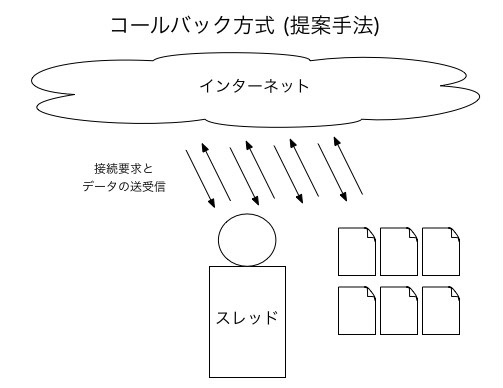 コールバック方式 (提案手法)
インターネット
接続要求と
データの送受信
スレッド